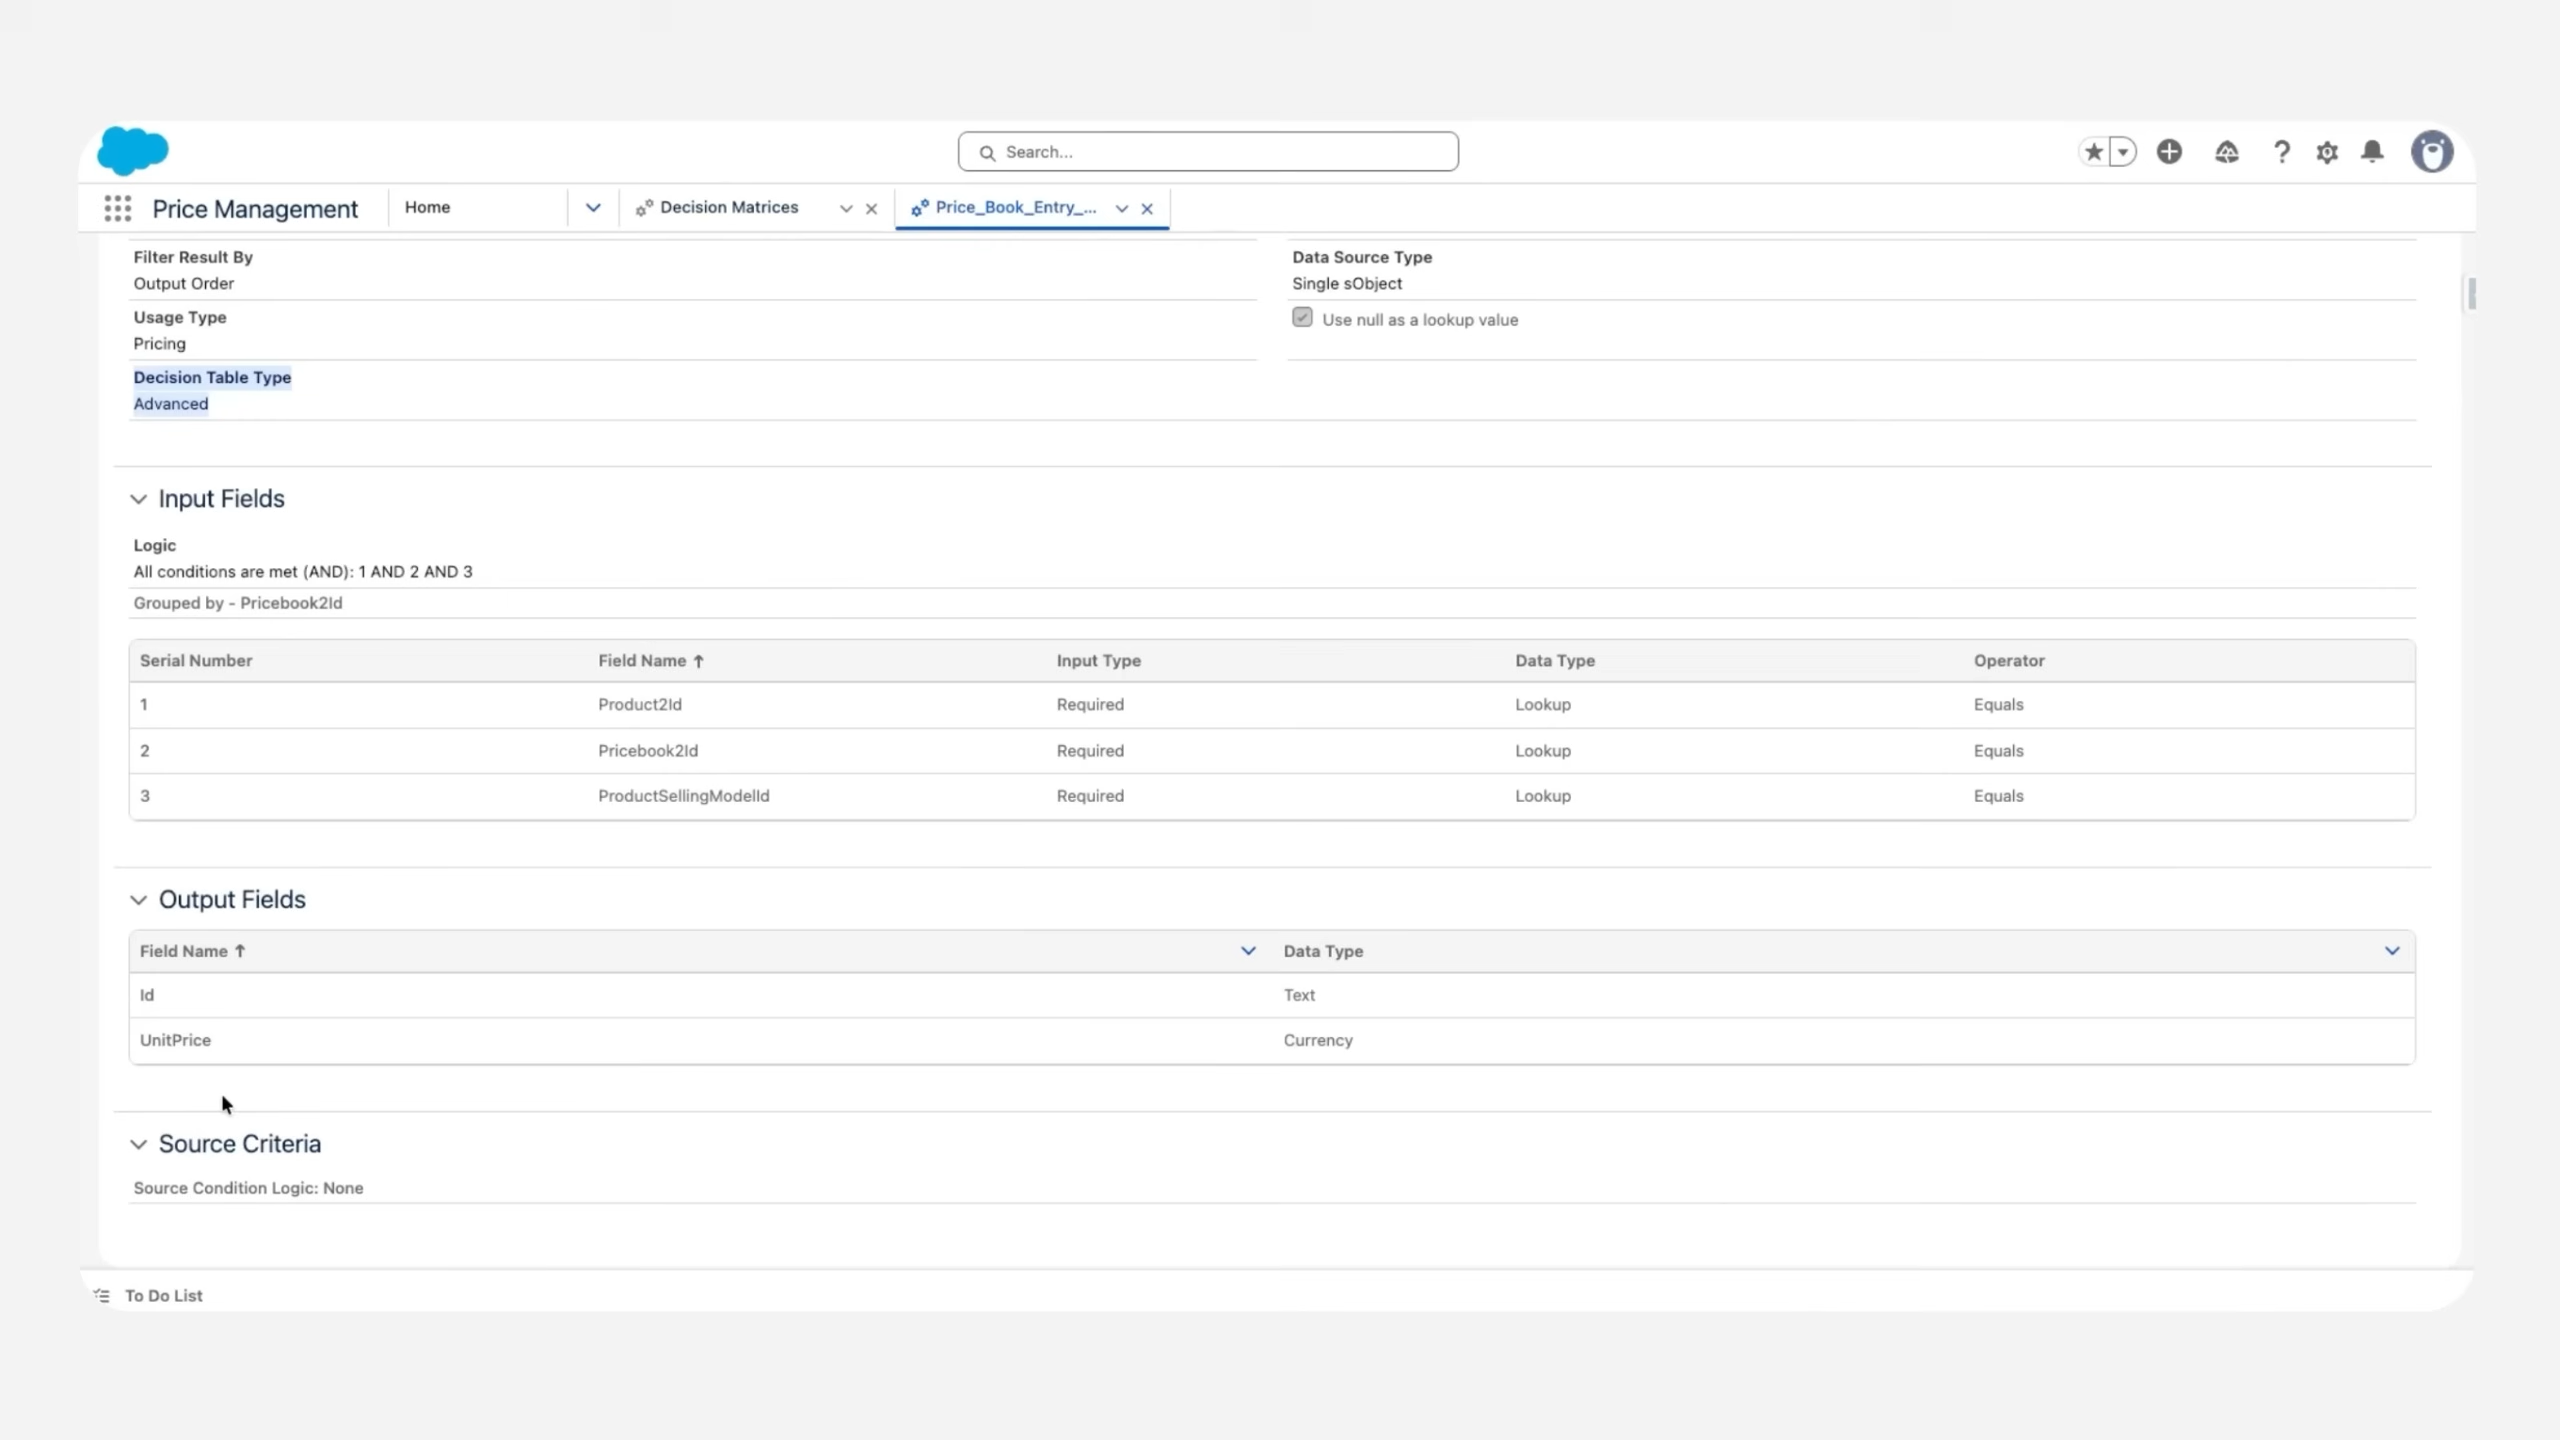 Search...
Price Management
Home
Decision Matrices
Price_Book_Entry_...
Filter Result By
Output Order
Data Source Type
Single sObject
Usage Type
Pricing
Use null as a lookup value
Decision Table Type
Advanced
Input Fields
Logic
All conditions are met (AND): 1 AND 2 AND 3
Grouped by - Pricebook2Id
Serial Number Field Name ↑ Input Type Data Type Operator
1 Product2Id Required Lookup Equals
2 Pricebook2Id Required Lookup Equals
3 ProductSellingModelId Required Lookup Equals
Output Fields
Field Name ↑ Data Type
Id Text
UnitPrice Currency
Source Criteria
Source Condition Logic: None
To Do List